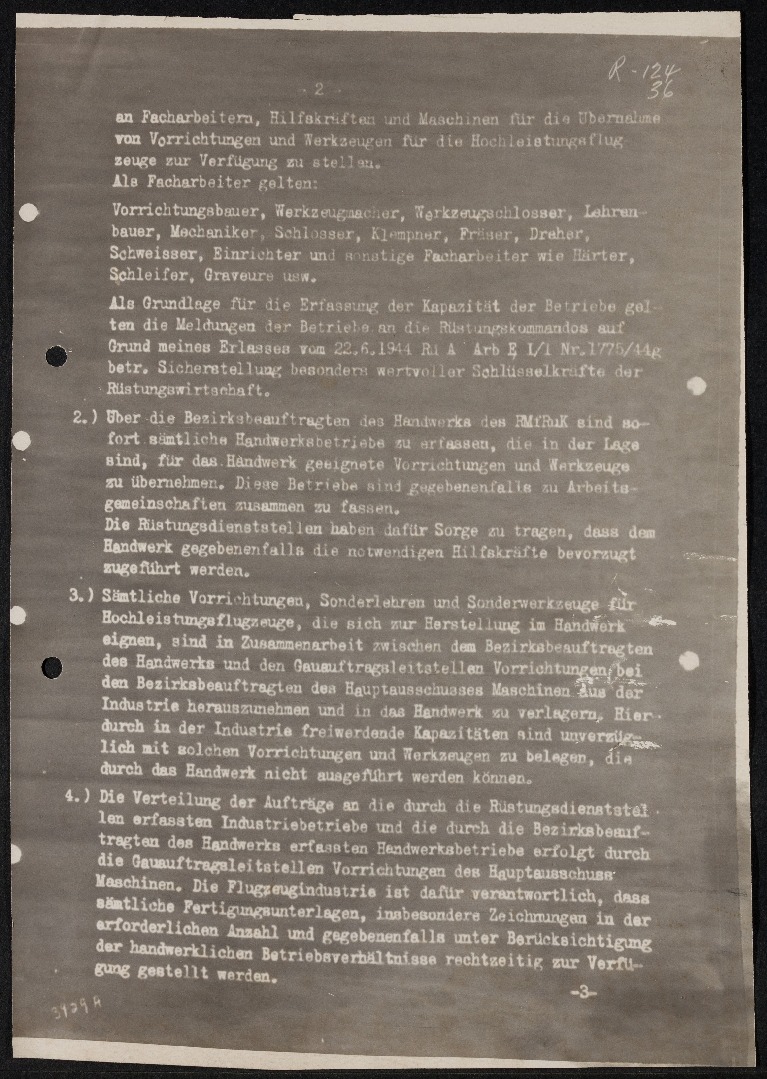 R-124
36
- 2 -
an Facharbeitern, Hilfskräften und Maschinen für die Übernahme
von Vorrichtungen und Werkzeugen für die Hochleistungsflug-
zeuge zur Verfügung zu stellen.
Als Facharbeiter gelten:
Vorrichtungsbauer, Werkzeugmacher, Werkzeugschlosser, Lehren-
bauer, Mechaniker, Schlosser, Klempner, Fräser, Dreher,
Schweisser, Einrichter und sonstige Facharbeiter wie Härter,
Schleifer, Graveure usw.
Als Grundlage für die Erfassung der Kapazität der Betriebe gel-
ten die Meldungen der Betriebe an die Rüstungskommandos auf
Grund meines Erlasses vom 22.6.1944 Rü A Arb E I/1 Nr.1775/44g
betr. Sicherstellung besonders wertvoller Schlüsselkräfte der
Rüstungswirtschaft.
2.) Über die Bezirksbeauftragten des Handwerks des RMfRuK sind so-
fort sämtliche Handwerksbetriebe zu erfassen, die in der Lage
sind, für das Handwerk geeignete Vorrichtungen und Werkzeuge
zu übernehmen. Diese Betriebe sind gegebenenfalls zu Arbeits-
gemeinschaften zusammen zu fassen.
Die Rüstungsdienststellen haben dafür Sorge zu tragen, dass dem
Handwerk gegebenenfalls die notwendigen Hilfskräfte bevorzugt
zugeführt werden.
3.) Sämtliche Vorrichtungen, Sonderlehren und Sonderwerkzeuge für
Hochleistungsflugzeuge, die sich zur Herstellung im Handwerk
eignen, sind in Zusammenarbeit zwischen dem Bezirksbeauftragten
des Handwerks und den Gauauftragsleitstellen Vorrichtungen bei
den Bezirksbeauftragten des Hauptausschusses Maschinen aus der
Industrie herauszunehmen und in das Handwerk zu verlagern. Hier-
durch in der Industrie freiwerdende Kapazitäten sind unverzüg-
lich mit solchen Vorrichtungen und Werkzeugen zu belegen, die
durch das Handwerk nicht ausgeführt werden können.
4.) Die Verteilung der Aufträge an die durch die Rüstungsdienststel-
len erfassten Industriebetriebe und die durch die Bezirksbeauf-
tragten des Handwerks erfassten Handwerksbetriebe erfolgt durch
die Gauauftragsleitstellen Vorrichtungen des Hauptausschuss
Maschinen. Die Flugzeugindustrie ist dafür verantwortlich, dass
sämtliche Fertigungsunterlagen, insbesondere Zeichnungen in der
erforderlichen Anzahl und gegebenenfalls unter Berücksichtigung
der handwerklichen Betriebsverhältnisse rechtzeitig zur Verfü-
gung gestellt werden.
-3-
3429 A